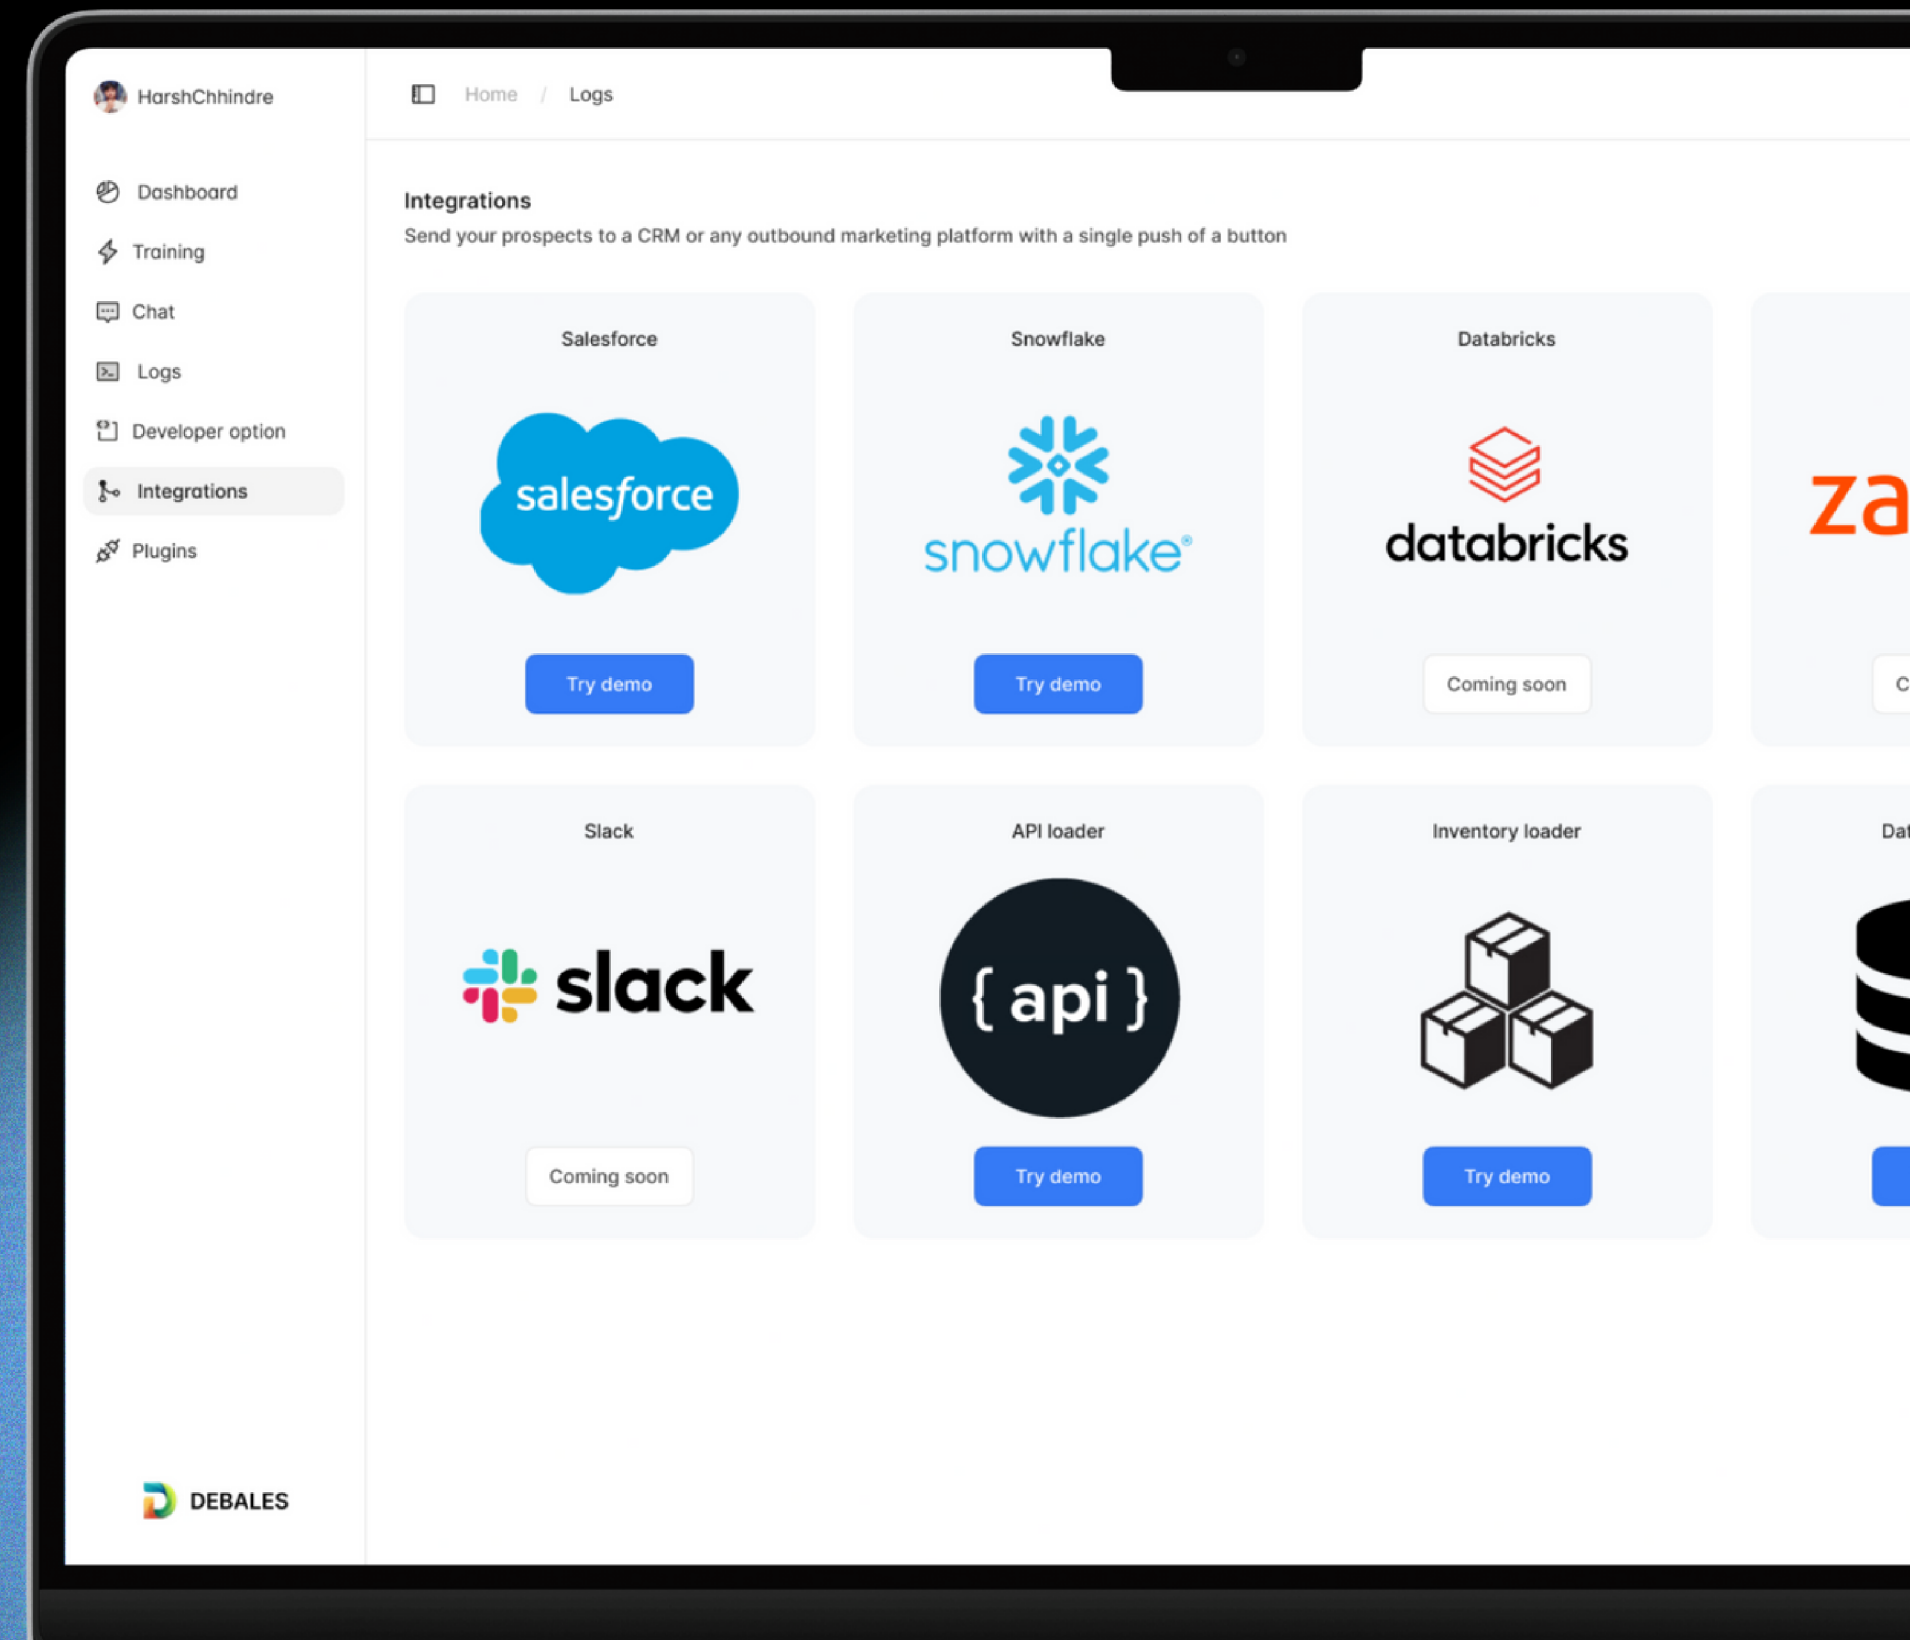 HarshChhindre
Home / Logs
Dashboard
Training
Chat
Logs
Developer option
Integrations
Plugins
DEBALES
Integrations
Send your prospects to a CRM or any outbound marketing platform with a single push of a button
Salesforce
salesforce
Try demo
Snowflake
snowflake®
Try demo
Databricks
databricks
Coming soon
za
C
Slack
slack
Coming soon
API loader
{ api }
Try demo
Inventory loader
Try demo
Dat